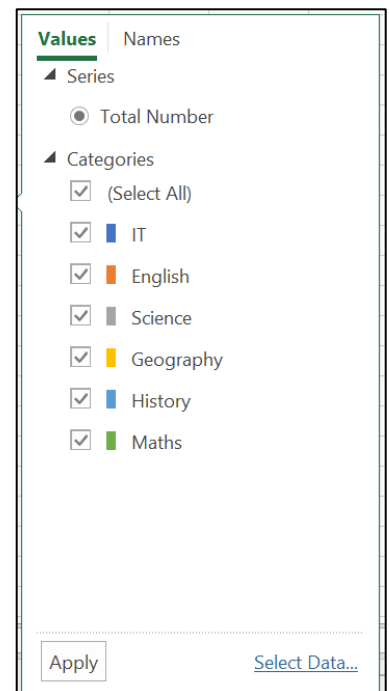 Values Names
Series
Total Number
Categories
(Select All)
IT
English
Science
Geography
History
Maths
Apply Select Data...